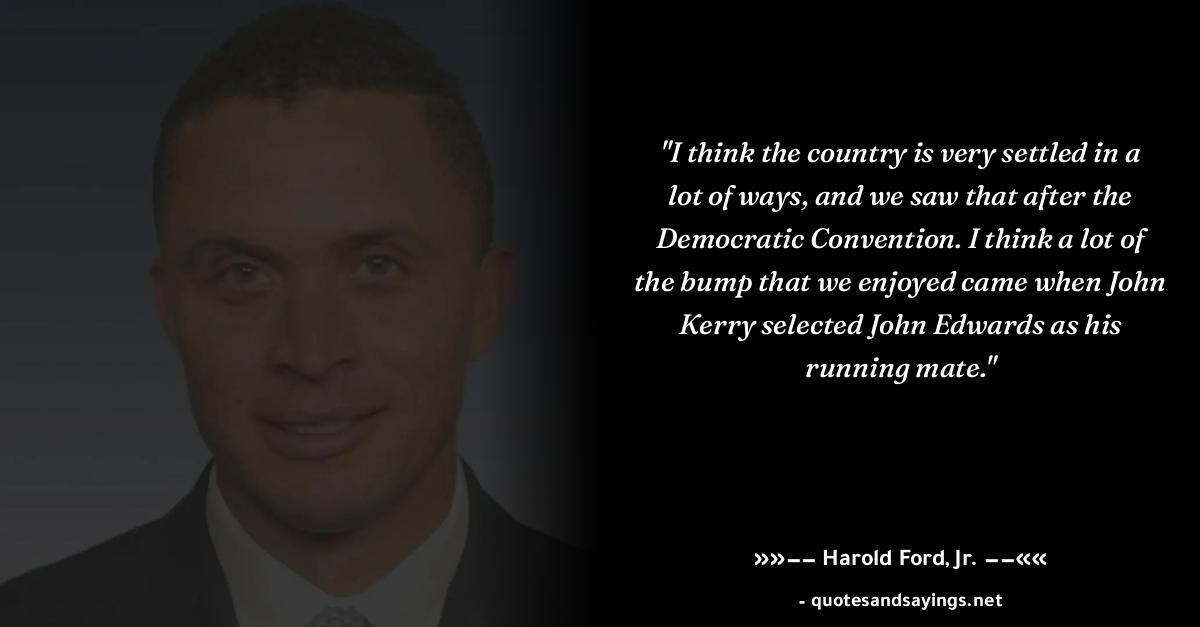 "I think the country is very settled in a
lot of ways, and we saw that after the
Democratic Convention. I think a lot of
the bump that we enjoyed came when John
Kerry selected John Edwards as his
running mate."
»»–– Harold Ford, Jr. ––««
- quotesandsayings.net